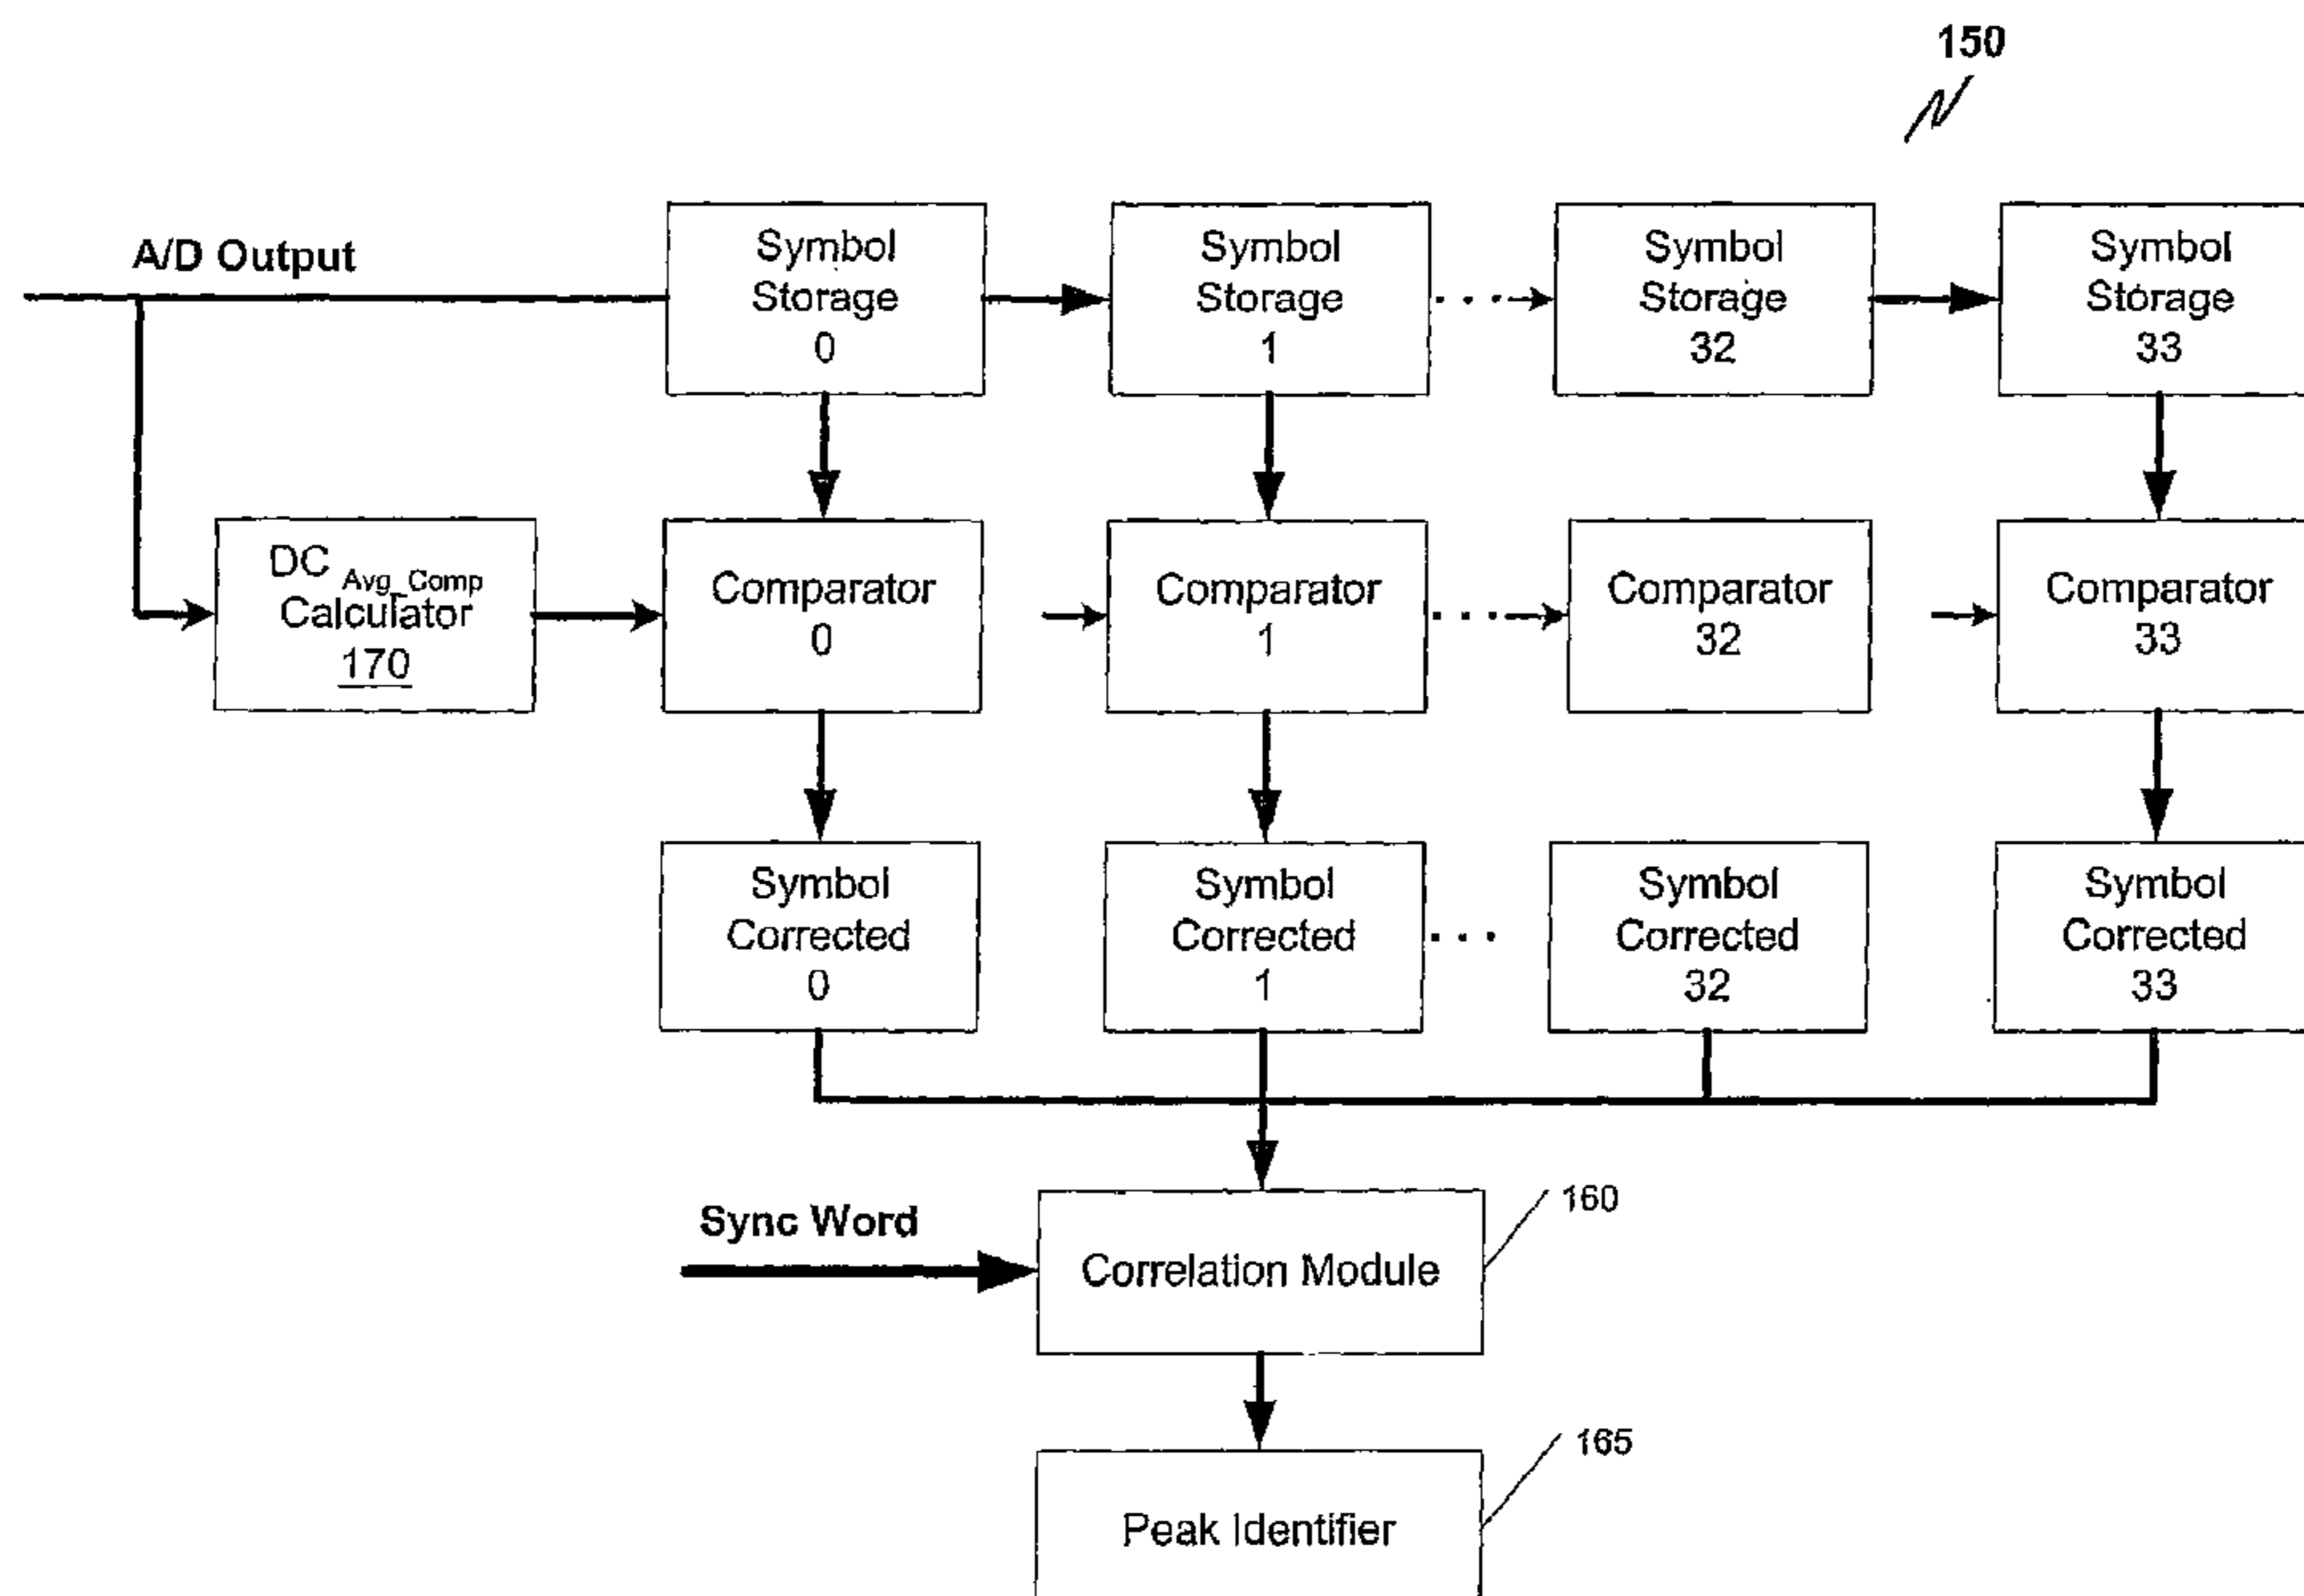 150
A/D Output
Symbol
Storage
0
Symbol
Storage
1
Symbol
Storage
32
Symbol
Storage
33
DC Avg_Comp
Calculator
170
Comparator
0
Comparator
1
Comparator
32
Comparator
33
Symbol
Corrected
0
Symbol
Corrected
1
Symbol
Corrected
32
Symbol
Corrected
33
Sync Word
Correlation Module
160
Peak Identifier
165